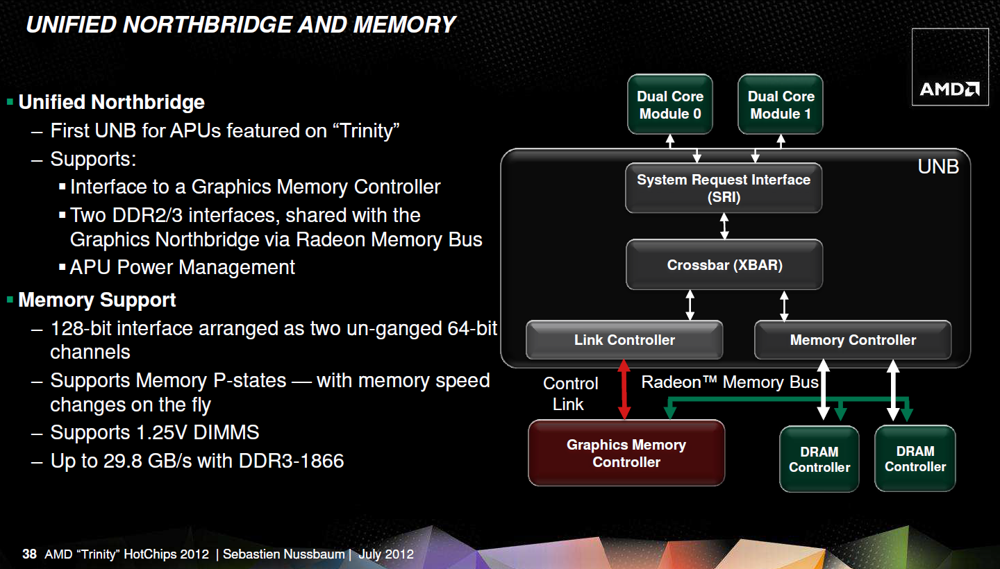 UNIFIED NORTHBRIDGE AND MEMORY
AMD
▪ Unified Northbridge
– First UNB for APUs featured on “Trinity”
– Supports:
▪ Interface to a Graphics Memory Controller
▪ Two DDR2/3 interfaces, shared with the
Graphics Northbridge via Radeon Memory Bus
▪ APU Power Management
▪ Memory Support
– 128-bit interface arranged as two un-ganged 64-bit
channels
– Supports Memory P-states — with memory speed
changes on the fly
– Supports 1.25V DIMMS
– Up to 29.8 GB/s with DDR3-1866
Dual Core
Module 0
Dual Core
Module 1
UNB
System Request Interface
(SRI)
Crossbar (XBAR)
Link Controller
Memory Controller
Control
Link
Radeon™ Memory Bus
Graphics Memory
Controller
DRAM
Controller
DRAM
Controller
38 AMD “Trinity” HotChips 2012 | Sebastien Nussbaum | July 2012